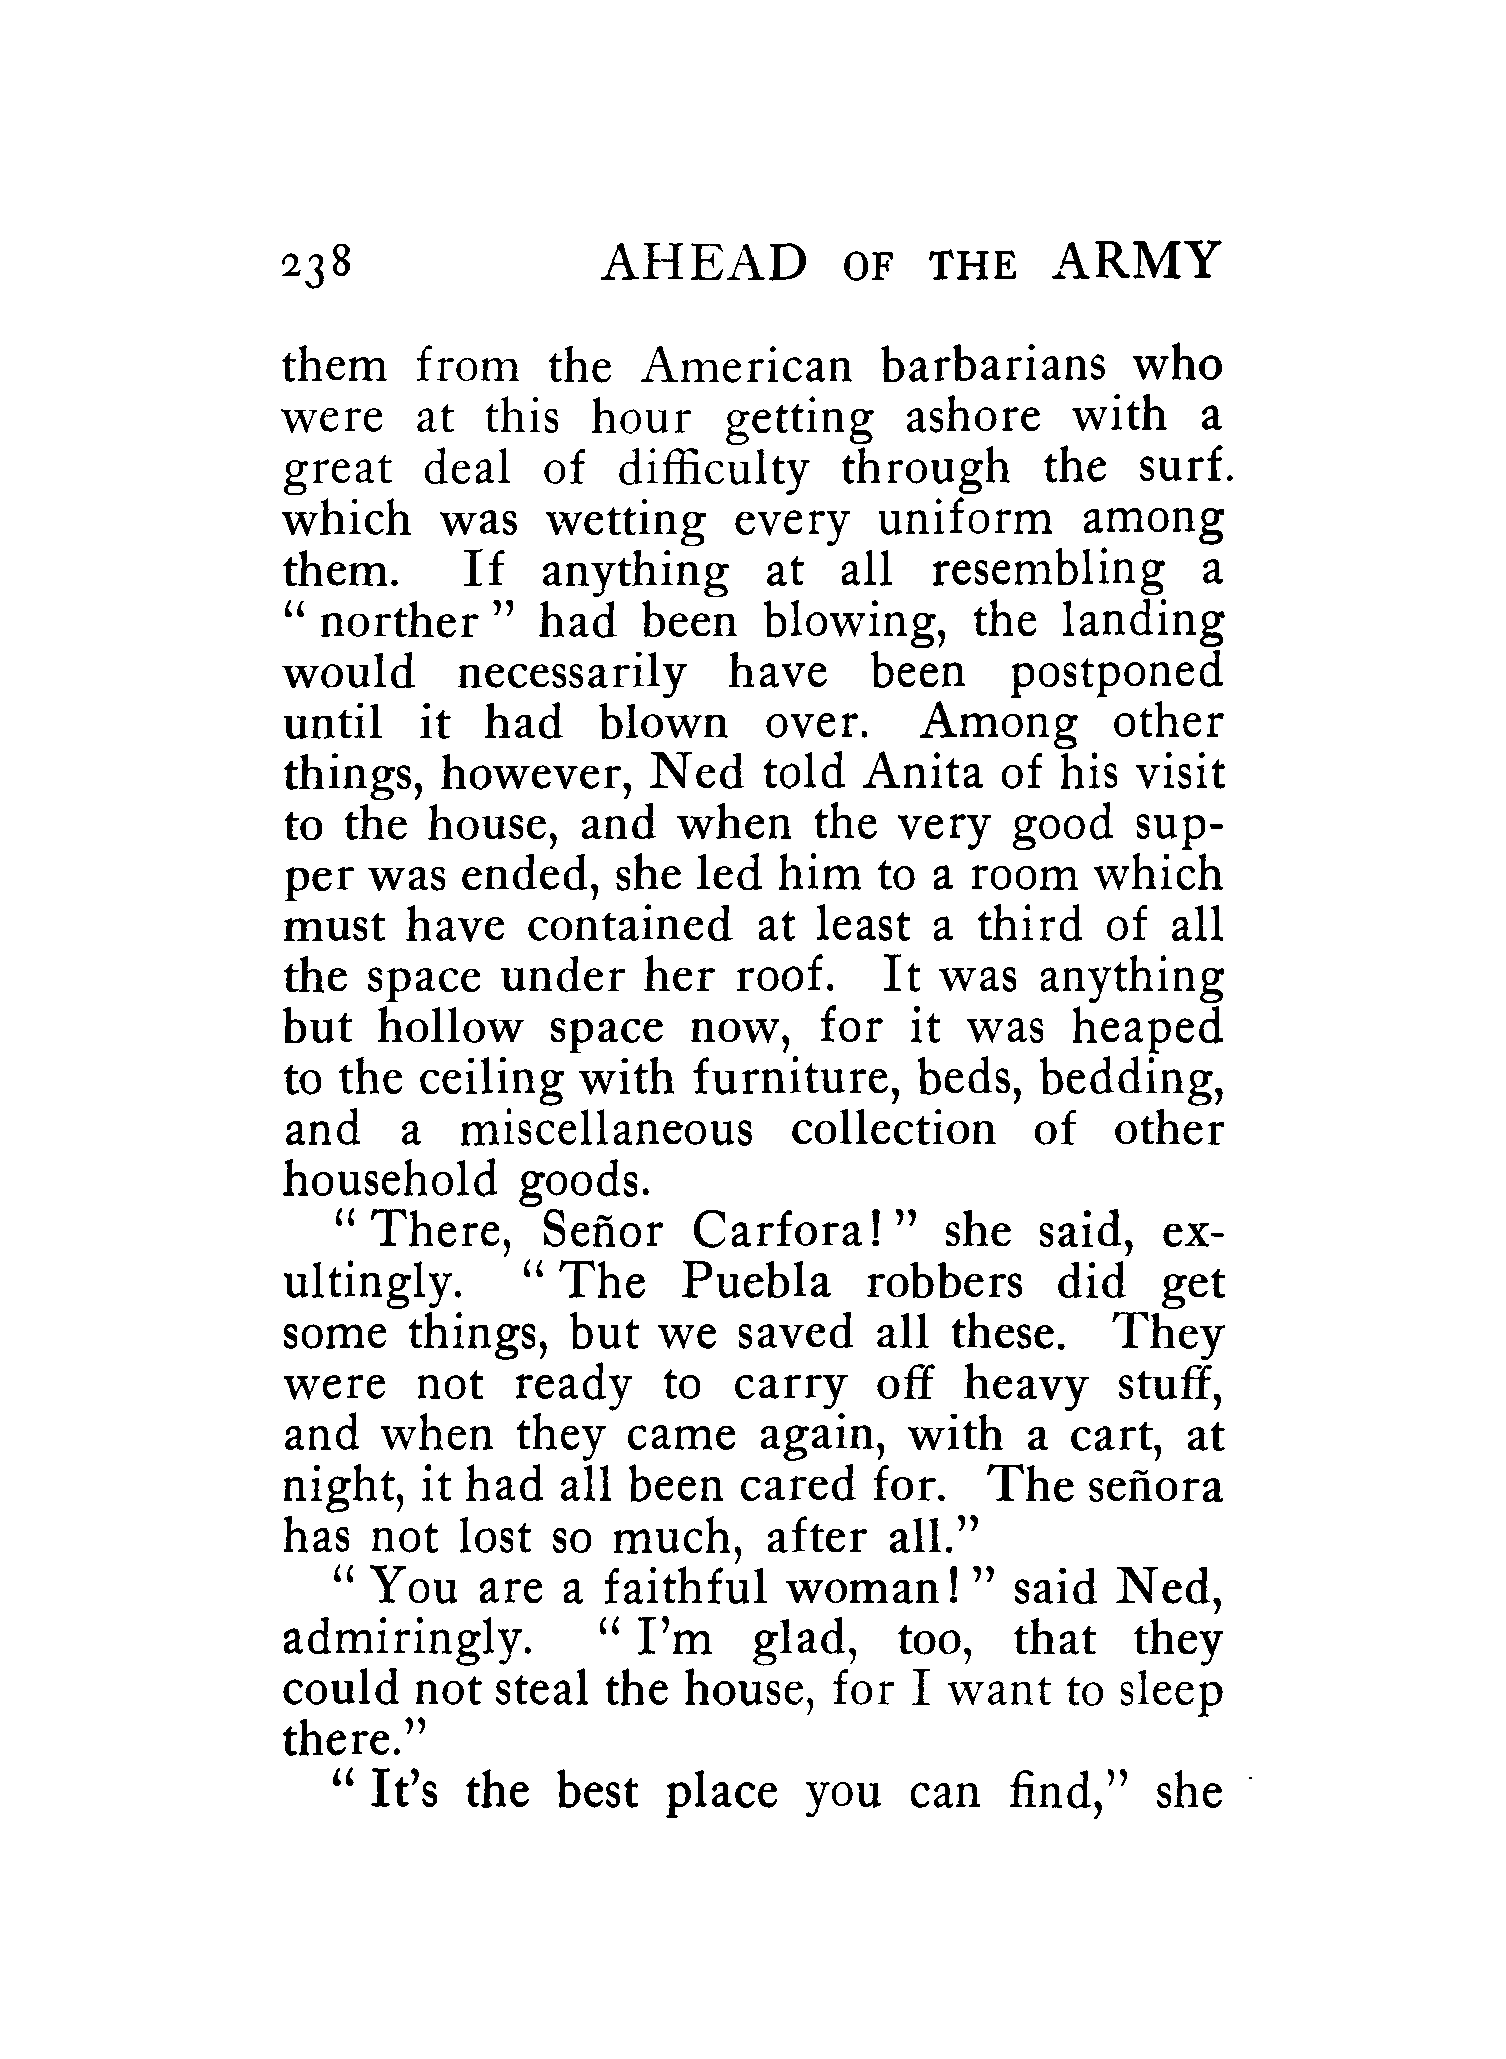 238 AHEAD OF THE ARMY
them from the American barbarians who
were at this hour getting ashore with a
great deal of difficulty through the surf.
which was wetting every uniform among
them. If anything at all resembling a
“ norther ” had been blowing, the landing
would necessarily have been postponed
until it had blown over. Among other
things, however, Ned told Anita of his visit
to the house, and when the very good sup-
per was ended, she led him to a room which
must have contained at least a third of all
the space under her roof. It was anything
but hollow space now, for it was heaped
to the ceiling with furniture, beds, bedding,
and a miscellaneous collection of other
household goods.
“ There, Señor Carfora! ” she said, ex-
ultingly. “ The Puebla robbers did get
some things, but we saved all these. They
were not ready to carry off heavy stuff,
and when they came again, with a cart, at
night, it had all been cared for. The señora
has not lost so much, after all.”
“ You are a faithful woman! ” said Ned,
admiringly. “ I’m glad, too, that they
could not steal the house, for I want to sleep
there.”
“ It’s the best place you can find,” she